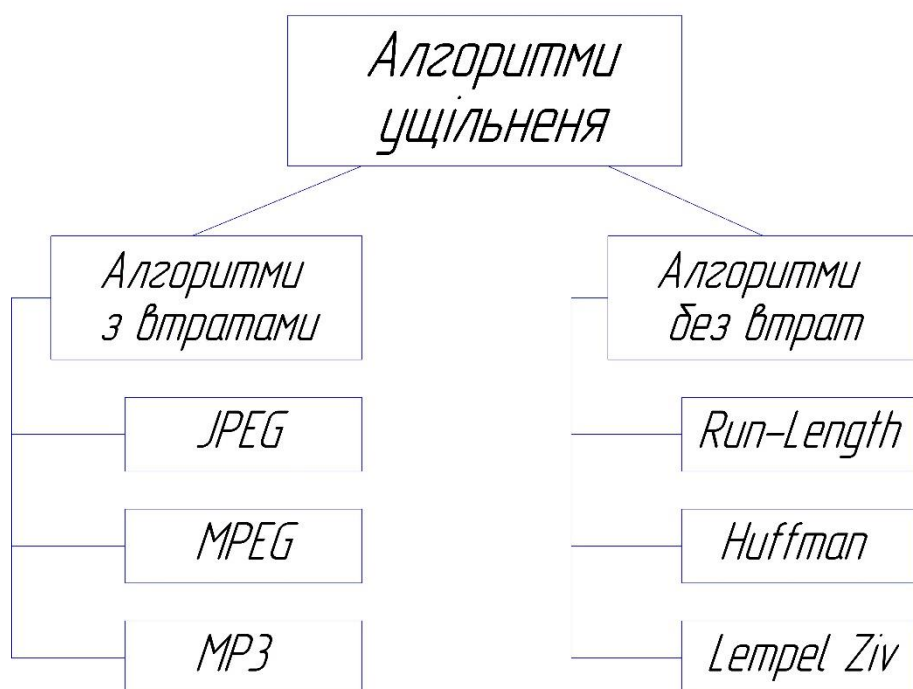 Алгоритми
ущільненя
Алгоритми
з втратами
Алгоритми
без втрат
JPEG
Run-Length
MPEG
Huffman
MP3
Lempel Ziv